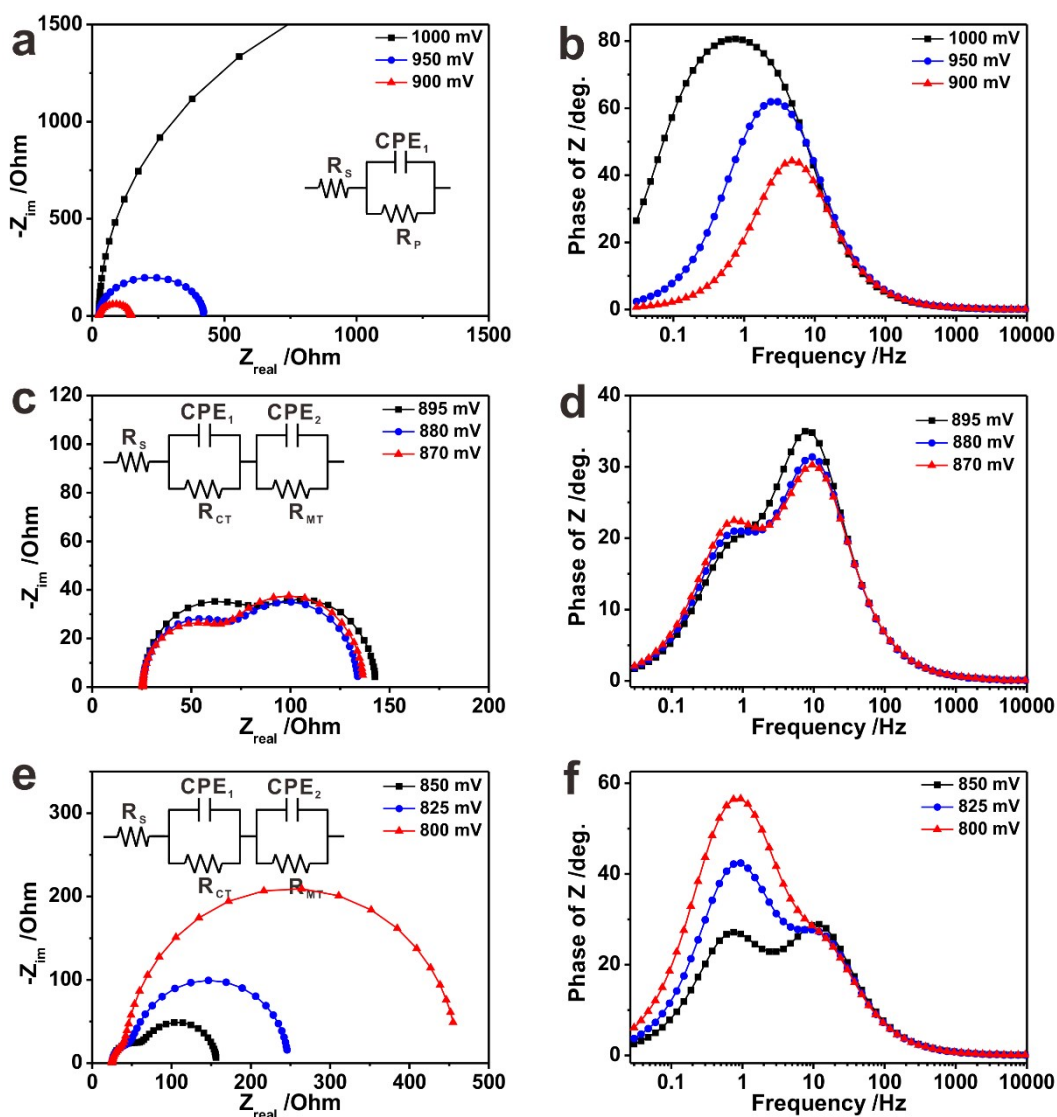 a
1500
1000
500
0
-Z_im /Ohm
1000 mV
950 mV
900 mV
R_S
CPE_1
R_P
0 500 1000 1500
Z_real /Ohm
b
80
60
40
20
0
Phase of Z /deg.
1000 mV
950 mV
900 mV
0.1 1 10 100 1000 10000
Frequency /Hz
c
120
100
80
60
40
20
0
-Z_im /Ohm
R_S
CPE_1
CPE_2
R_CT
R_MT
895 mV
880 mV
870 mV
0 50 100 150 200
Z_real /Ohm
d
40
30
20
10
0
Phase of Z /deg.
895 mV
880 mV
870 mV
0.1 1 10 100 1000 10000
Frequency /Hz
e
300
200
100
0
-Z_im /Ohm
R_S
CPE_1
CPE_2
R_CT
R_MT
850 mV
825 mV
800 mV
0 100 200 300 400 500
Z_real /Ohm
f
60
40
20
0
Phase of Z /deg.
850 mV
825 mV
800 mV
0.1 1 10 100 1000 10000
Frequency /Hz